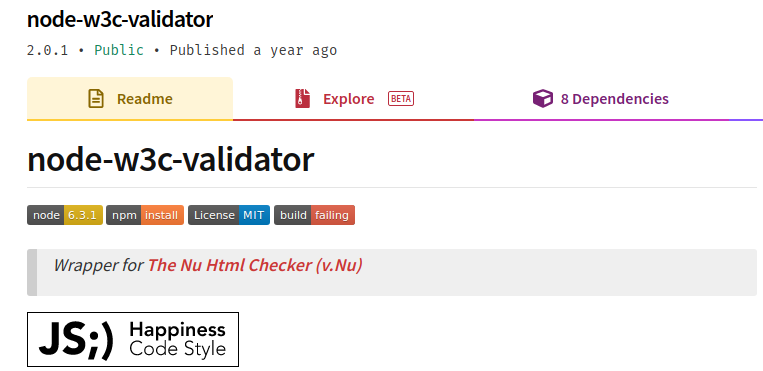 node-w3c-validator
2.0.1 • Public • Published a year ago
Readme Explore BETA 8 Dependencies
node-w3c-validator
node 6.3.1 npm install License MIT build failing
Wrapper for The Nu Html Checker (v.Nu)
JS;) Happiness
Code Style